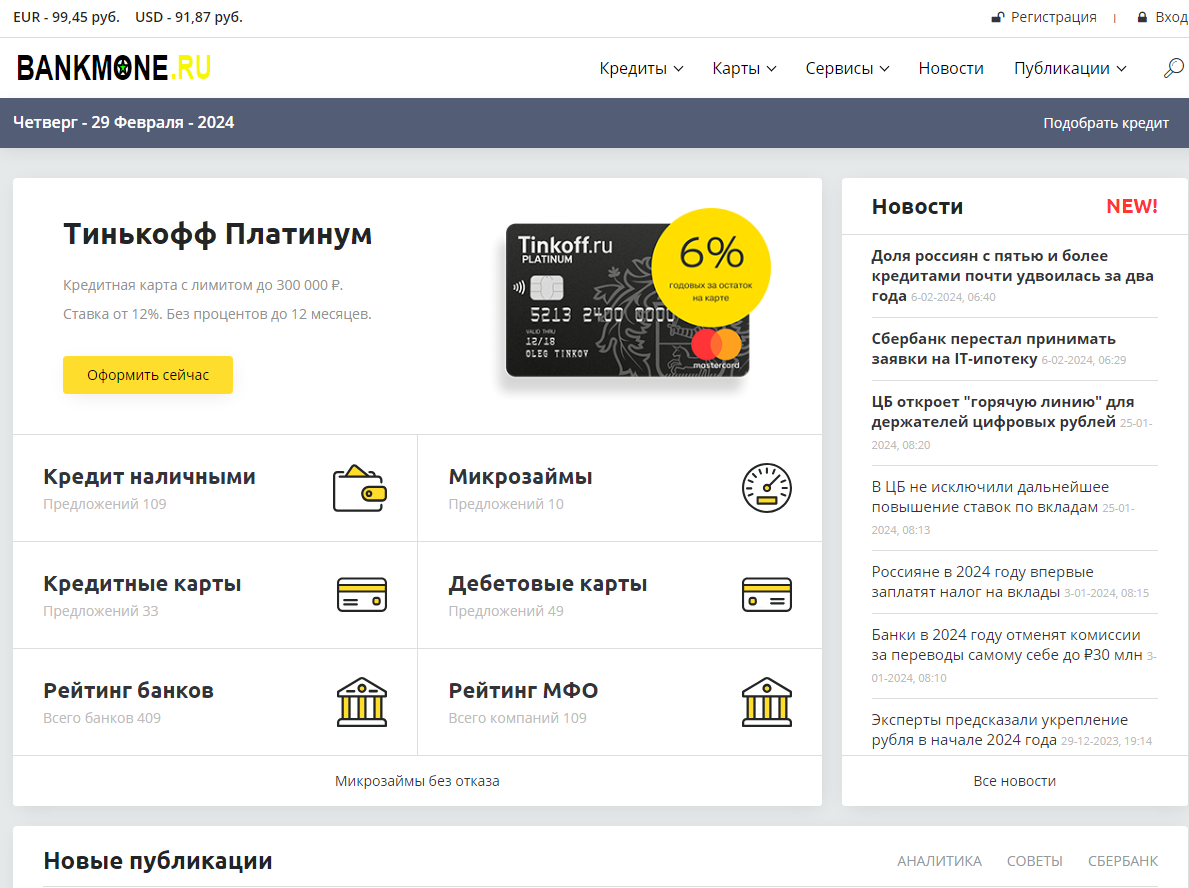 EUR - 99,45 руб. USD - 91,87 руб.
Регистрация | Вход
BANKMONE.RU
Кредиты Карты Сервисы Новости Публикации
Четверг - 29 Февраля - 2024
Подобрать кредит
Тинькофф Платинум
Кредитная карта с лимитом до 300 000 ₽.
Ставка от 12%. Без процентов до 12 месяцев.
Оформить сейчас
Tinkoff.ru
PLATINUM
6%
годовых за остаток
на карте
5213 2400 0000
VALID THRU
12/18
OLEG TINKOV
mastercard
Кредит наличными
Предложений 109
Микрозаймы
Предложений 10
Кредитные карты
Предложений 33
Дебетовые карты
Предложений 49
Рейтинг банков
Всего банков 409
Рейтинг МФО
Всего компаний 109
Микрозаймы без отказа
Новости NEW!
Доля россиян с пятью и более
кредитами почти удвоилась за два
года 6-02-2024, 06:40
Сбербанк перестал принимать
заявки на IT-ипотеку 6-02-2024, 06:29
ЦБ откроет "горячую линию" для
держателей цифровых рублей 25-01-
2024, 08:20
В ЦБ не исключили дальнейшее
повышение ставок по вкладам 25-01-
2024, 08:13
Россияне в 2024 году впервые
заплатят налог на вклады 3-01-2024, 08:15
Банки в 2024 году отменят комиссии
за переводы самому себе до ₽30 млн 3-
01-2024, 08:10
Эксперты предсказали укрепление
рубля в начале 2024 года 29-12-2023, 19:14
Все новости
Новые публикации
АНАЛИТИКА СОВЕТЫ СБЕРБАНК